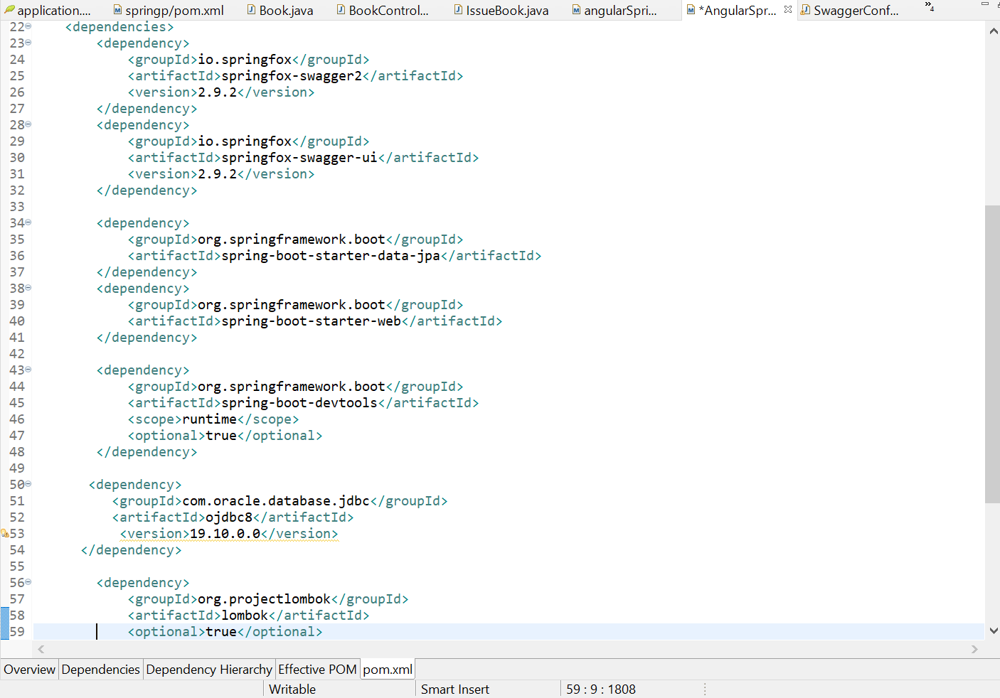 application.... springp/pom.xml Book.java BookControl... IssueBook.java angularSpri... *AngularSpr... SwaggerConf... »4
22 <dependencies>
23 <dependency>
24 <groupId>io.springfox</groupId>
25 <artifactId>springfox-swagger2</artifactId>
26 <version>2.9.2</version>
27 </dependency>
28 <dependency>
29 <groupId>io.springfox</groupId>
30 <artifactId>springfox-swagger-ui</artifactId>
31 <version>2.9.2</version>
32 </dependency>
33
34 <dependency>
35 <groupId>org.springframework.boot</groupId>
36 <artifactId>spring-boot-starter-data-jpa</artifactId>
37 </dependency>
38 <dependency>
39 <groupId>org.springframework.boot</groupId>
40 <artifactId>spring-boot-starter-web</artifactId>
41 </dependency>
42
43 <dependency>
44 <groupId>org.springframework.boot</groupId>
45 <artifactId>spring-boot-devtools</artifactId>
46 <scope>runtime</scope>
47 <optional>true</optional>
48 </dependency>
49
50 <dependency>
51 <groupId>com.oracle.database.jdbc</groupId>
52 <artifactId>ojdbc8</artifactId>
53 <version>19.10.0.0</version>
54 </dependency>
55
56 <dependency>
57 <groupId>org.projectlombok</groupId>
58 <artifactId>lombok</artifactId>
59 <optional>true</optional>
Overview Dependencies Dependency Hierarchy Effective POM pom.xml
Writable Smart Insert 59 : 9 : 1808